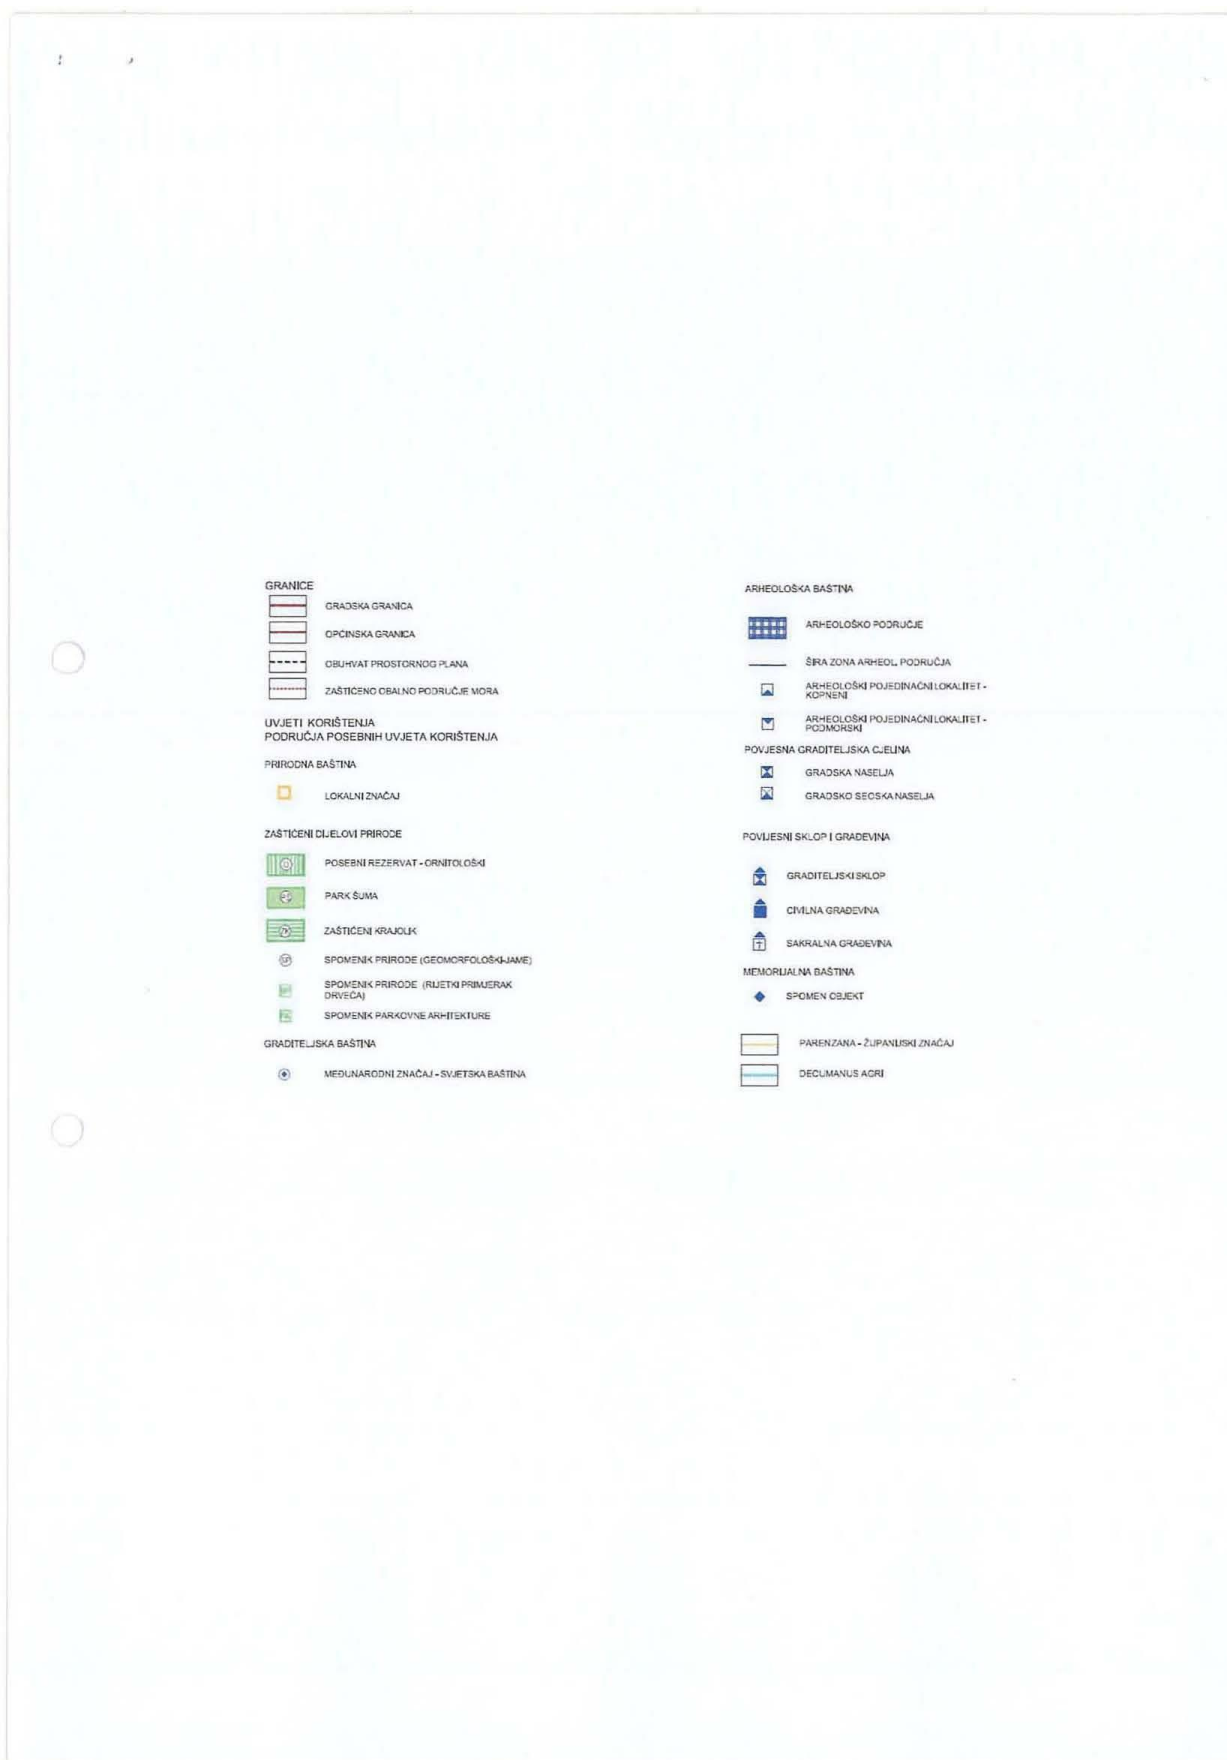 GRANICE
GRADSKA GRANICA
OPĆINSKA GRANICA
OBUHVAT PROSTORNOG PLANA
ZAŠTIĆENO OBALNO PODRUČJE MORA
UVJETI KORIŠTENJA
PODRUČJA POSEBNIH UVJETA KORIŠTENJA
PRIRODNA BAŠTINA
LOKALNI ZNAČAJ
ZAŠTIĆENI DIJELOVI PRIRODE
POSEBNI REZERVAT - ORNITOLOŠKI
PARK ŠUMA
ZAŠTIĆENI KRAJOLIK
SPOMENIK PRIRODE (GEOMORFOLOŠKI-JAME)
SPOMENIK PRIRODE (RIJETKI PRIMJERAK
DRVEĆA)
SPOMENIK PARKOVNE ARHITEKTURE
GRADITELJSKA BAŠTINA
MEĐUNARODNI ZNAČAJ - SVJETSKA BAŠTINA
ARHEOLOŠKA BAŠTINA
ARHEOLOŠKO PODRUČJE
ŠIRA ZONA ARHEOL. PODRUČJA
ARHEOLOŠKI POJEDINAČNI LOKALITET -
KOPNENI
ARHEOLOŠKI POJEDINAČNI LOKALITET -
PODMORSKI
POVJESNA GRADITELJSKA CJELINA
GRADSKA NASELJA
GRADSKO SEOSKA NASELJA
POVIJESNI SKLOP I GRAĐEVINA
GRADITELJSKI SKLOP
CIVILNA GRAĐEVINA
SAKRALNA GRAĐEVINA
MEMORIJALNA BAŠTINA
SPOMEN OBJEKT
PARENZANA - ŽUPANIJSKI ZNAČAJ
DECUMANUS AGRI